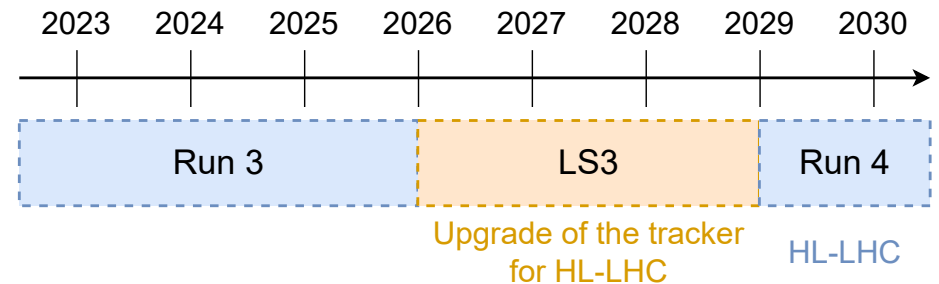 2023 2024 2025 2026 2027 2028 2029 2030
Run 3 LS3 Run 4
Upgrade of the tracker
for HL-LHC
HL-LHC